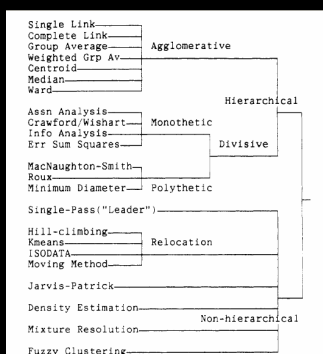 Single Link
Complete Link
Group Average Agglomerative
Weighted Grp Av
Centroid
Median
Ward
Hierarchical
Assn Analysis
Crawford/Wishart Monothetic
Info Analysis
Err Sum Squares Divisive
MacNaughton-Smith
Roux
Minimum Diameter Polythetic
Single-Pass("Leader")
Hill-climbing
Kmeans Relocation
ISODATA
Moving Method
Jarvis-Patrick
Density Estimation
Non-hierarchical
Mixture Resolution
Fuzzy Clustering